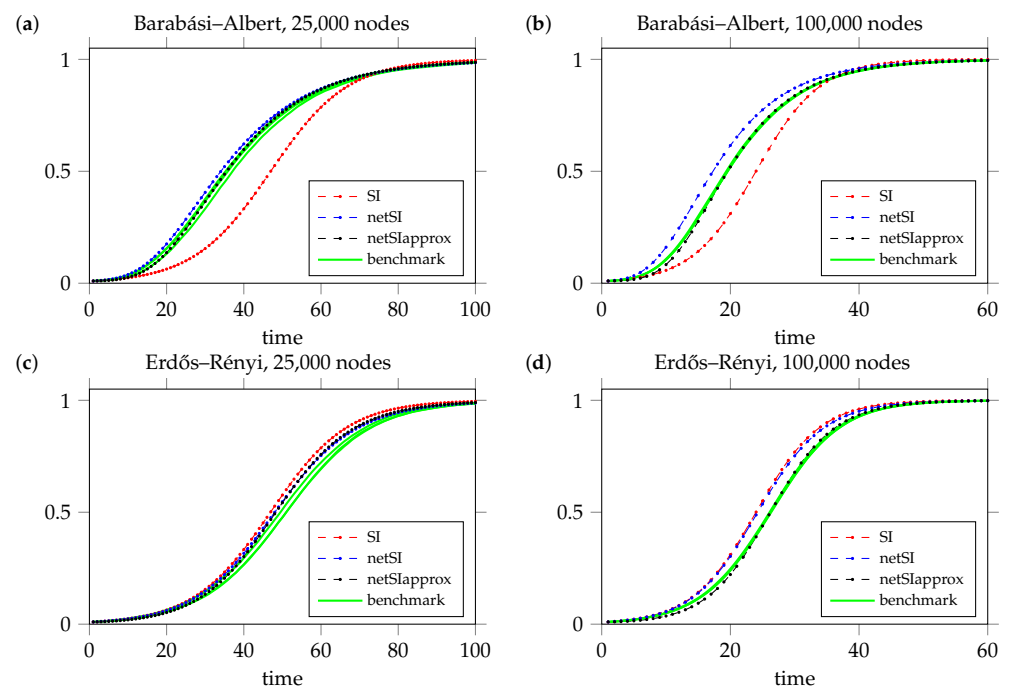 (a) Barabási–Albert, 25,000 nodes
1
0.5
0
0 20 40 60 80 100
time
SI
netSI
netSIapprox
benchmark
(b) Barabási–Albert, 100,000 nodes
1
0.5
0
0 20 40 60
time
SI
netSI
netSIapprox
benchmark
(c) Erdős–Rényi, 25,000 nodes
1
0.5
0
0 20 40 60 80 100
time
SI
netSI
netSIapprox
benchmark
(d) Erdős–Rényi, 100,000 nodes
1
0.5
0
0 20 40 60
time
SI
netSI
netSIapprox
benchmark